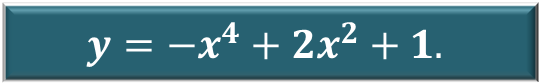 y = −x⁴ + 2x² + 1.